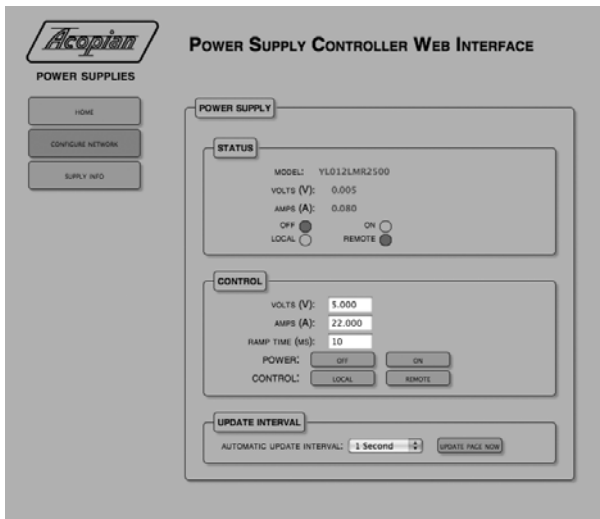 Acopian
POWER SUPPLIES
POWER SUPPLY CONTROLLER WEB INTERFACE
HOME
CONFIGURE NETWORK
SUPPLY INFO
POWER SUPPLY
STATUS
MODEL: YL012LMR2500
VOLTS (V): 0.005
AMPS (A): 0.080
OFF ON
LOCAL REMOTE
CONTROL
VOLTS (V): 5.000
AMPS (A): 22.000
RAMP TIME (MS): 10
POWER: OFF ON
CONTROL: LOCAL REMOTE
UPDATE INTERVAL
AUTOMATIC UPDATE INTERVAL: 1 Second UPDATE PAGE NOW